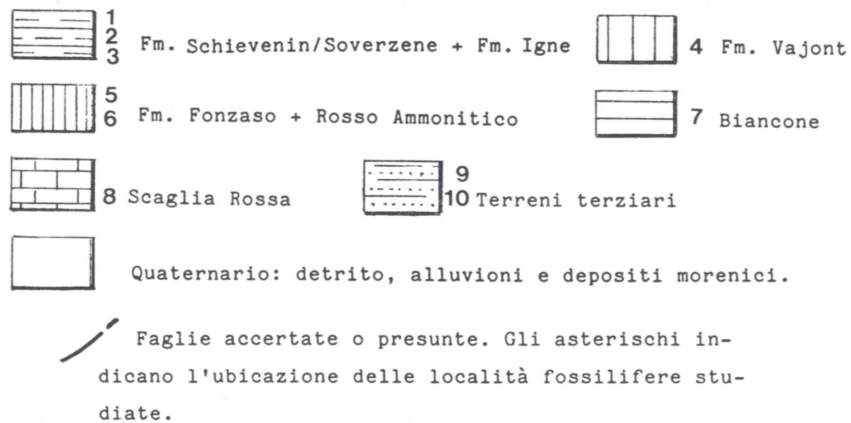 1
2 Fm. Schievenin/Soverzene + Fm. Igne 4 Fm. Vajont
3
5
6 Fm. Fonzaso + Rosso Ammonitico 7 Biancone
9
8 Scaglia Rossa 10 Terreni terziari
Quaternario: detrito, alluvioni e depositi morenici.
Faglie accertate o presunte. Gli asterischi in-
dicano l'ubicazione delle località fossilifere stu-
diate.